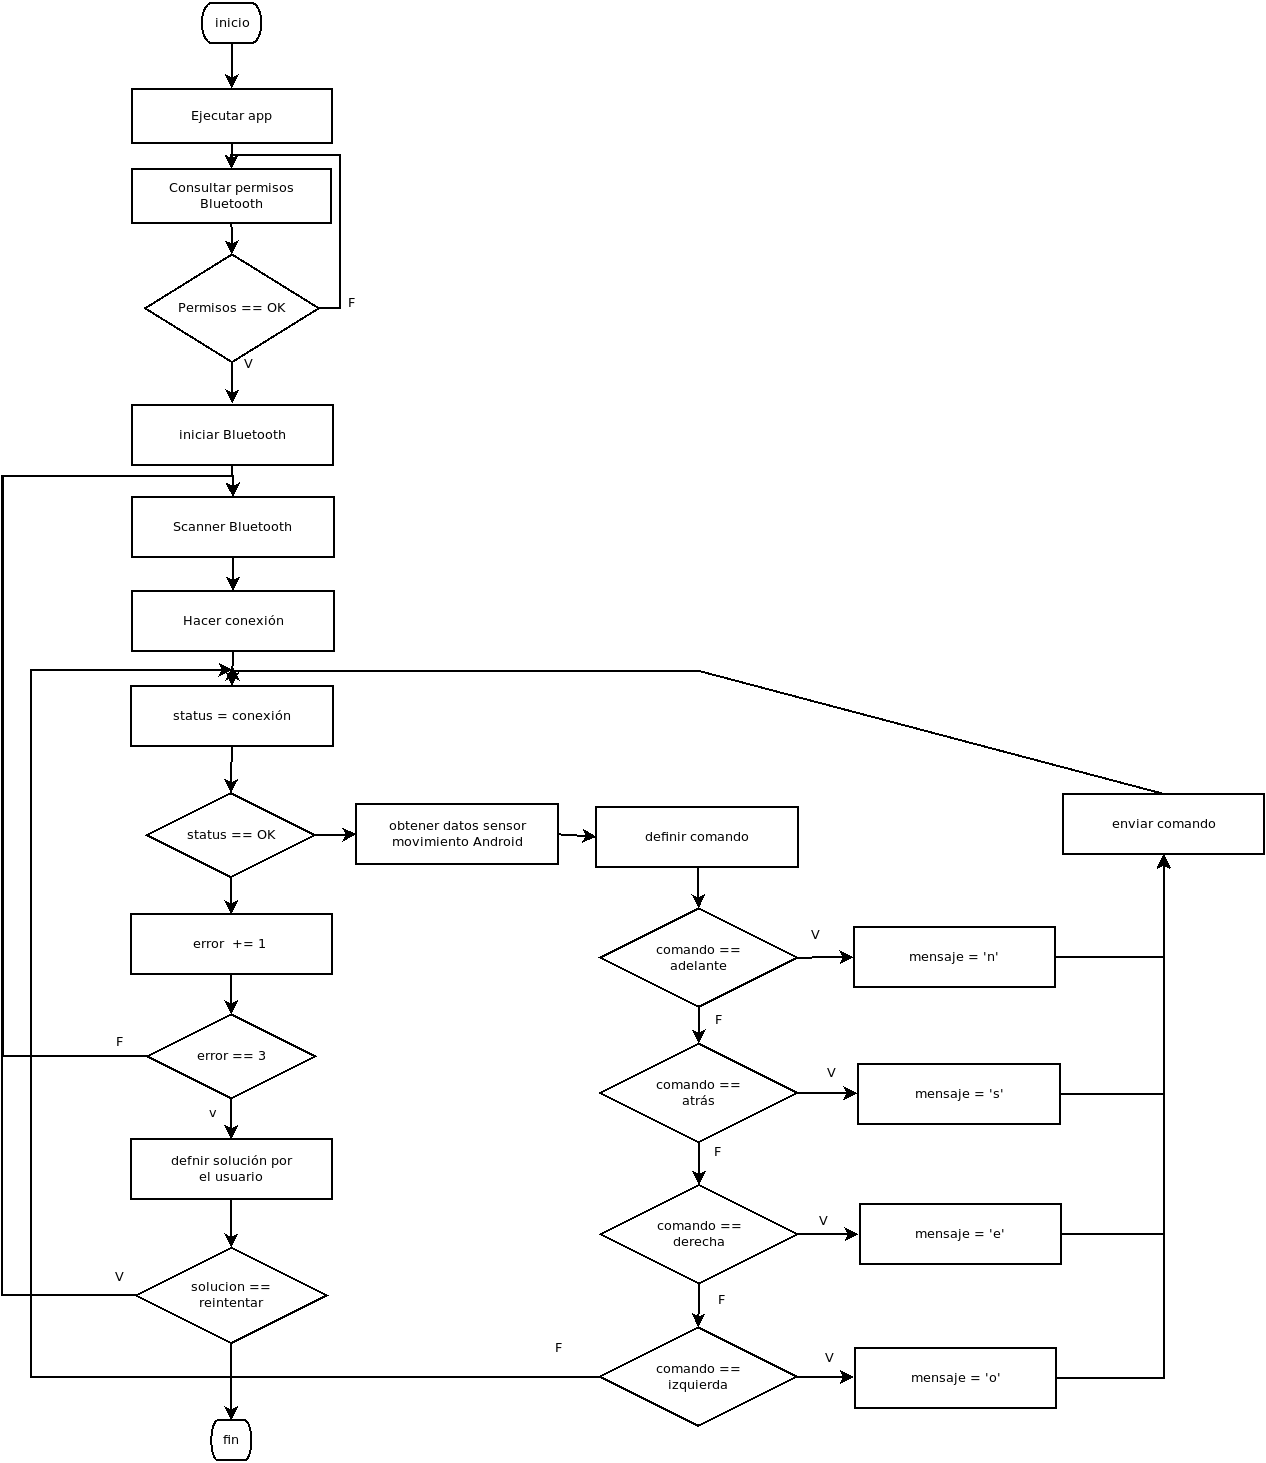 inicio
Ejecutar app
Consultar permisos
Bluetooth
Permisos == OK
F
V
iniciar Bluetooth
Scanner Bluetooth
Hacer conexión
status = conexión
status == OK
obtener datos sensor
movimiento Android
definir comando
enviar comando
error += 1
comando ==
adelante
V
mensaje = 'n'
F
error == 3
F
v
comando ==
atrás
V
mensaje = 's'
F
defnir solución por
el usuario
comando ==
derecha
V
mensaje = 'e'
F
solucion ==
reintentar
V
comando ==
izquierda
F
V
mensaje = 'o'
fin